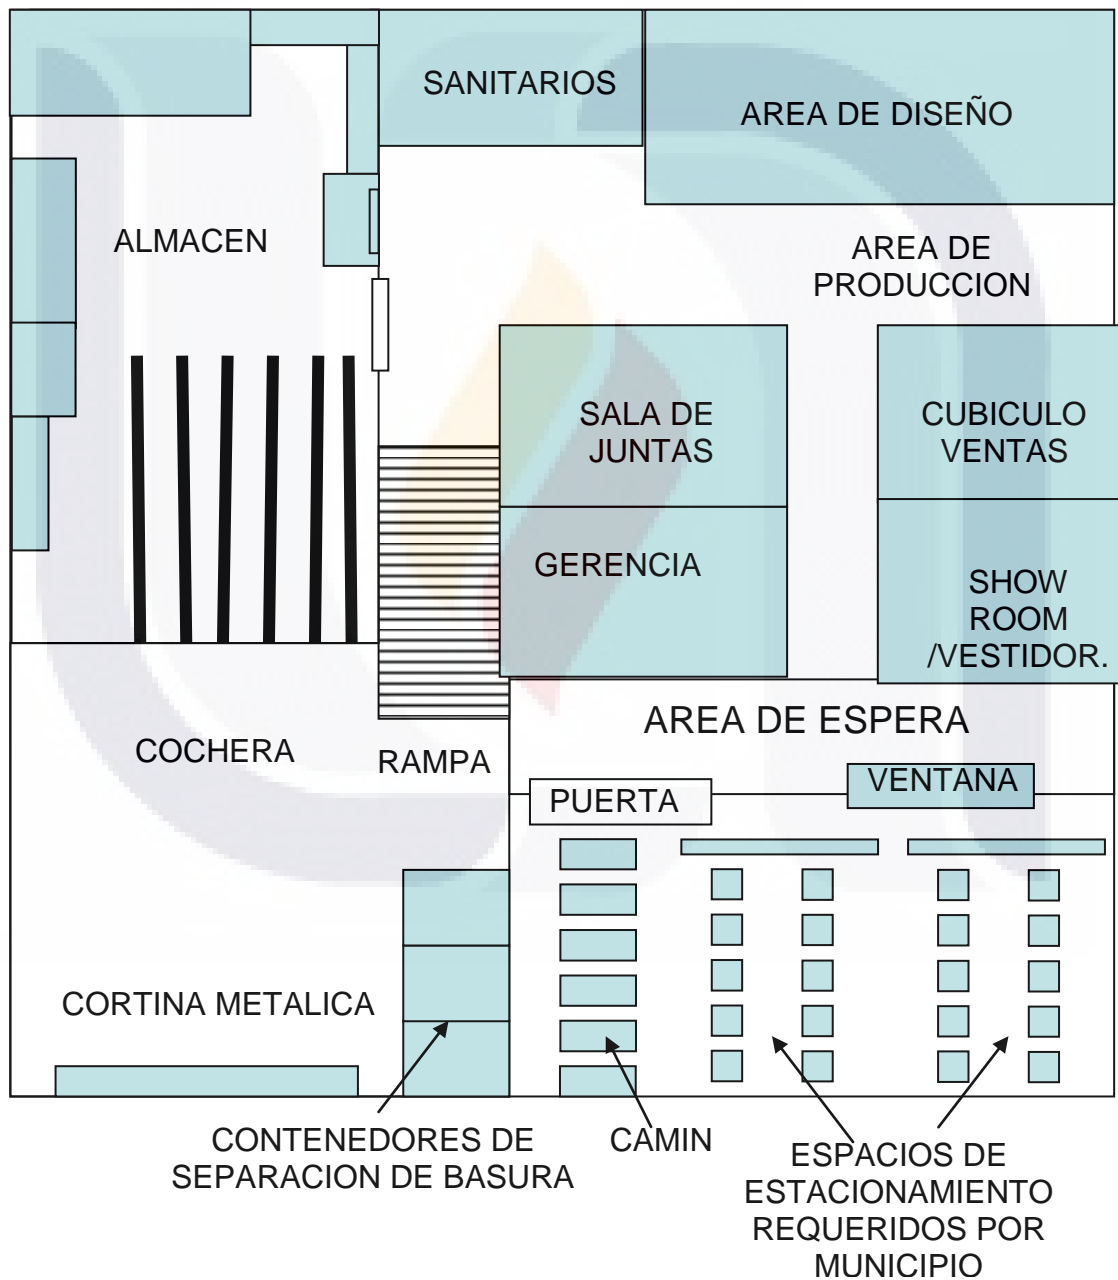 SANITARIOS
AREA DE DISEÑO
ALMACEN
AREA DE
PRODUCCION
SALA DE
JUNTAS
CUBICULO
VENTAS
GERENCIA
SHOW
ROOM
/VESTIDOR.
AREA DE ESPERA
COCHERA
RAMPA
VENTANA
PUERTA
CORTINA METALICA
CONTENEDORES DE
SEPARACION DE BASURA
CAMIN
ESPACIOS DE
ESTACIONAMIENTO
REQUERIDOS POR
MUNICIPIO